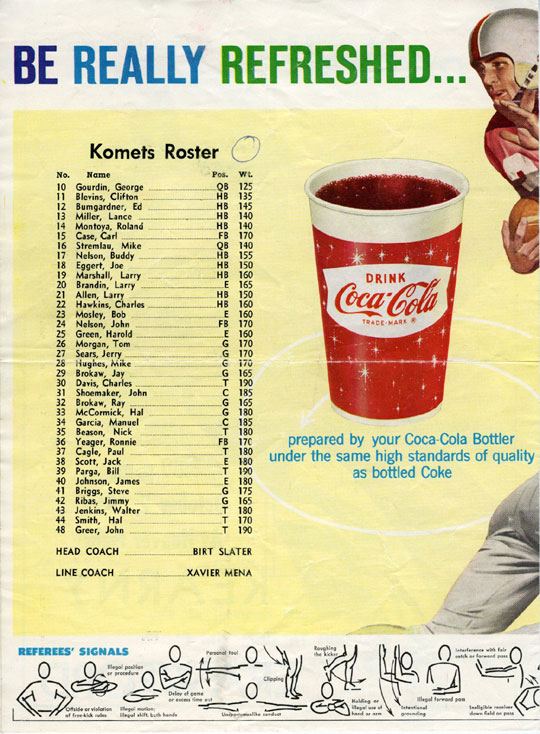 BE REALLY REFRESHED...
Komets Roster
No. Name Pos. Wt.
10 Gourdin, George QB 125
11 Blevins, Clifton HB 135
12 Bumgardner, Ed HB 145
13 Miller, Lance HB 140
14 Montoya, Roland HB 140
15 Case, Carl FB 170
16 Stremlau, Mike QB 140
17 Nelson, Buddy HB 155
18 Eggert, Joe HB 150
19 Marshall, Larry HB 160
20 Brandin, Larry E 165
21 Allen, Larry HB 150
22 Hawkins, Charles HB 160
23 Mosley, Bob E 160
24 Nelson, John FB 170
25 Green, Harold E 160
26 Morgan, Tom G 170
27 Sears, Jerry G 170
28 Hughes, Mike G 170
29 Brokaw, Jay G 165
30 Davis, Charles T 190
31 Shoemaker, John C 185
32 Brokaw, Ray G 165
33 McCormick, Hal G 180
34 Garcia, Manuel C 185
35 Beason, Nick T 180
36 Yeager, Ronnie FB 170
37 Cagle, Paul T 180
38 Scott, Jack E 180
39 Parga, Bill T 190
40 Johnson, James E 180
41 Briggs, Steve G 175
42 Ribas, Jimmy G 165
43 Jenkins, Walter T 180
44 Smith, Hal T 170
48 Greer, John T 190
HEAD COACH BIRT SLATER
LINE COACH XAVIER MENA
DRINK
Coca-Cola
TRADE-MARK ®
prepared by your Coca-Cola Bottler
under the same high standards of quality
as bottled Coke
REFEREES' SIGNALS
Offside or violation
of free-kick rules
Illegal position
or procedure
Illegal motion;
Illegal shift, both hands
Delay of game
or excess time out
Personal foul
Unsportsmanlike conduct
Clipping
Roughing
the kicker
Holding or
illegal use of
hand or arm
Intentional
grounding
Illegal forward pass
Interference with fair
catch or forward pass
Ineligible receiver
down field on pass